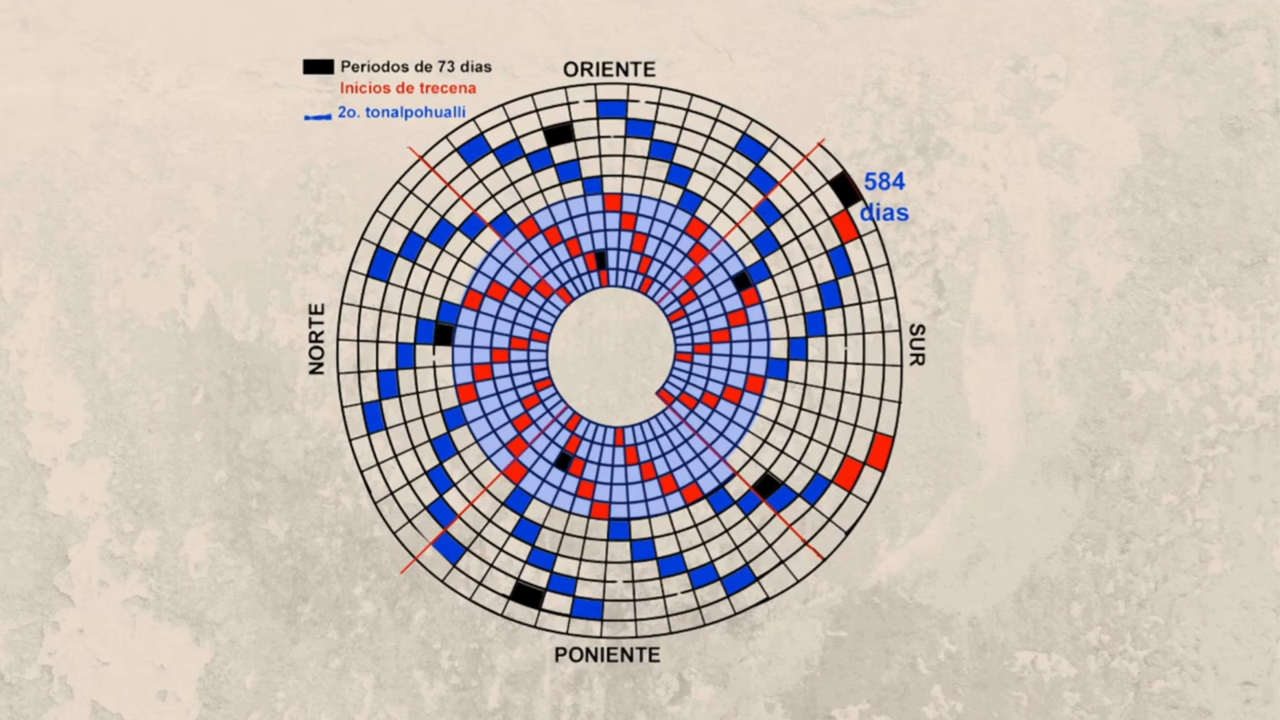 Periodos de 73 dias
Inicios de trecena
2o. tonalpohualli
ORIENTE
584
dias
NORTE
SUR
PONIENTE